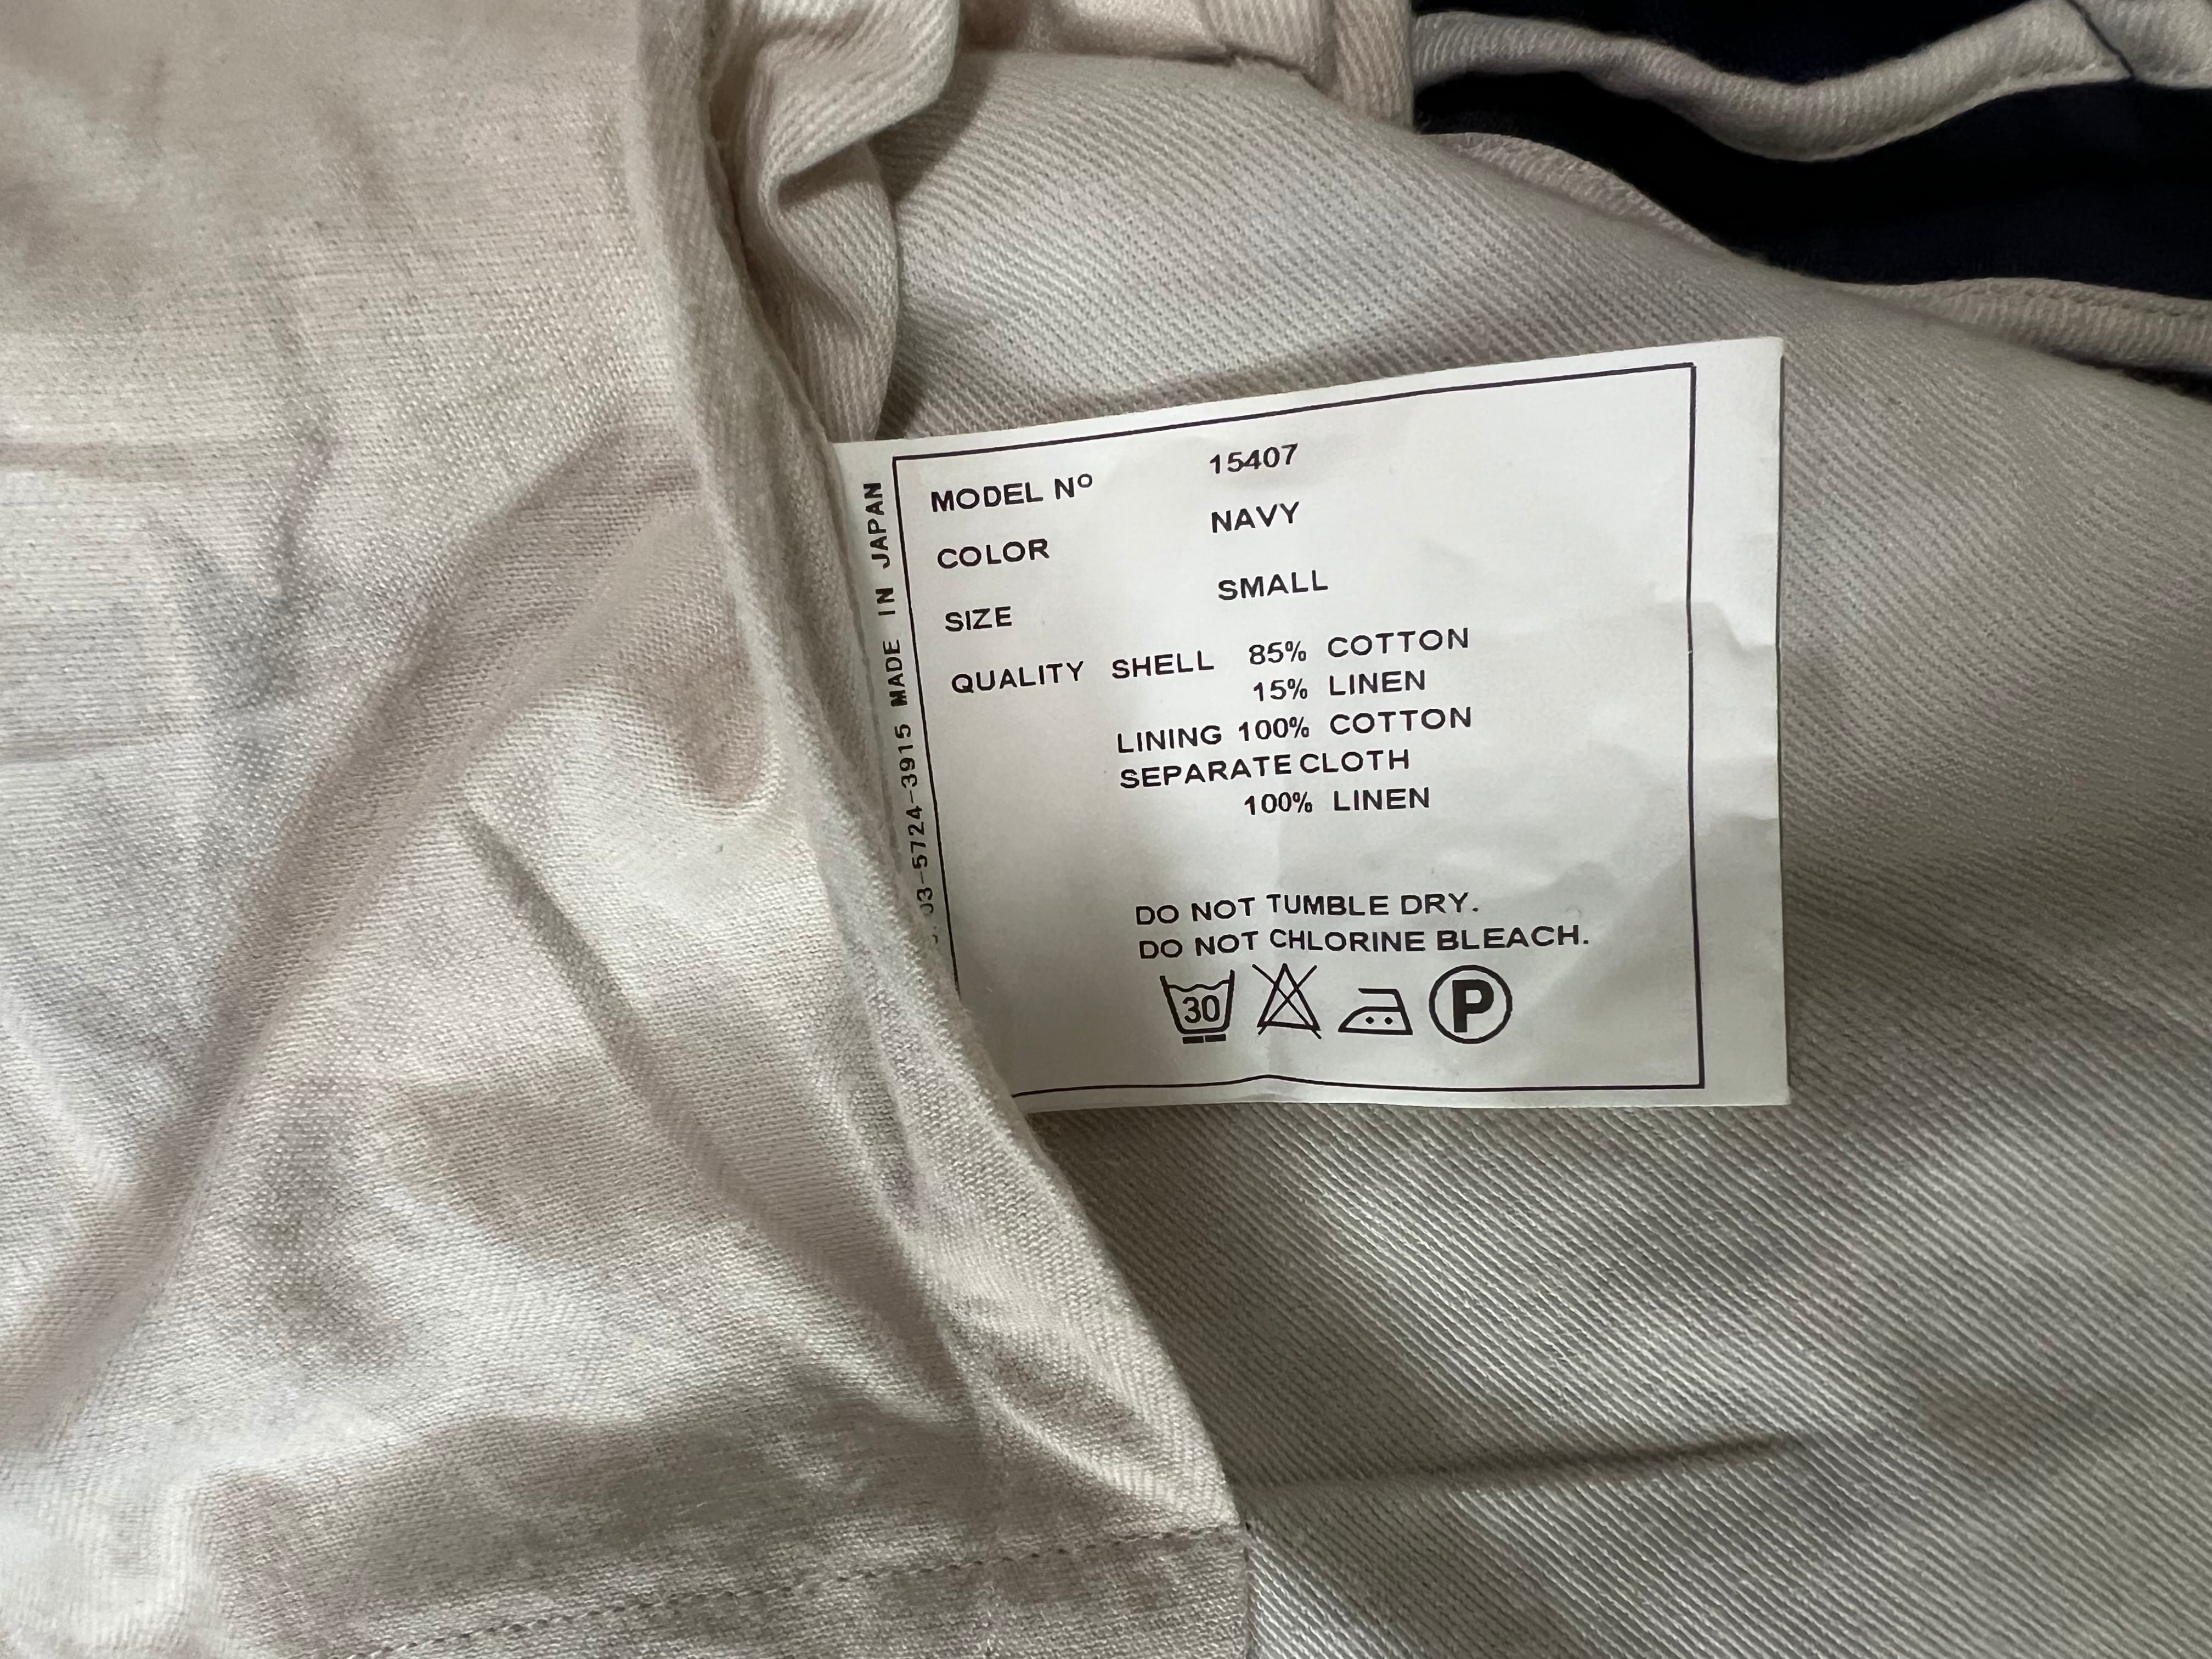 MODEL Nº 15407
COLOR NAVY
SIZE SMALL
QUALITY SHELL 85% COTTON
15% LINEN
LINING 100% COTTON
SEPARATE CLOTH
100% LINEN
DO NOT TUMBLE DRY.
DO NOT CHLORINE BLEACH.
30
P
03-5724-3915 MADE IN JAPAN